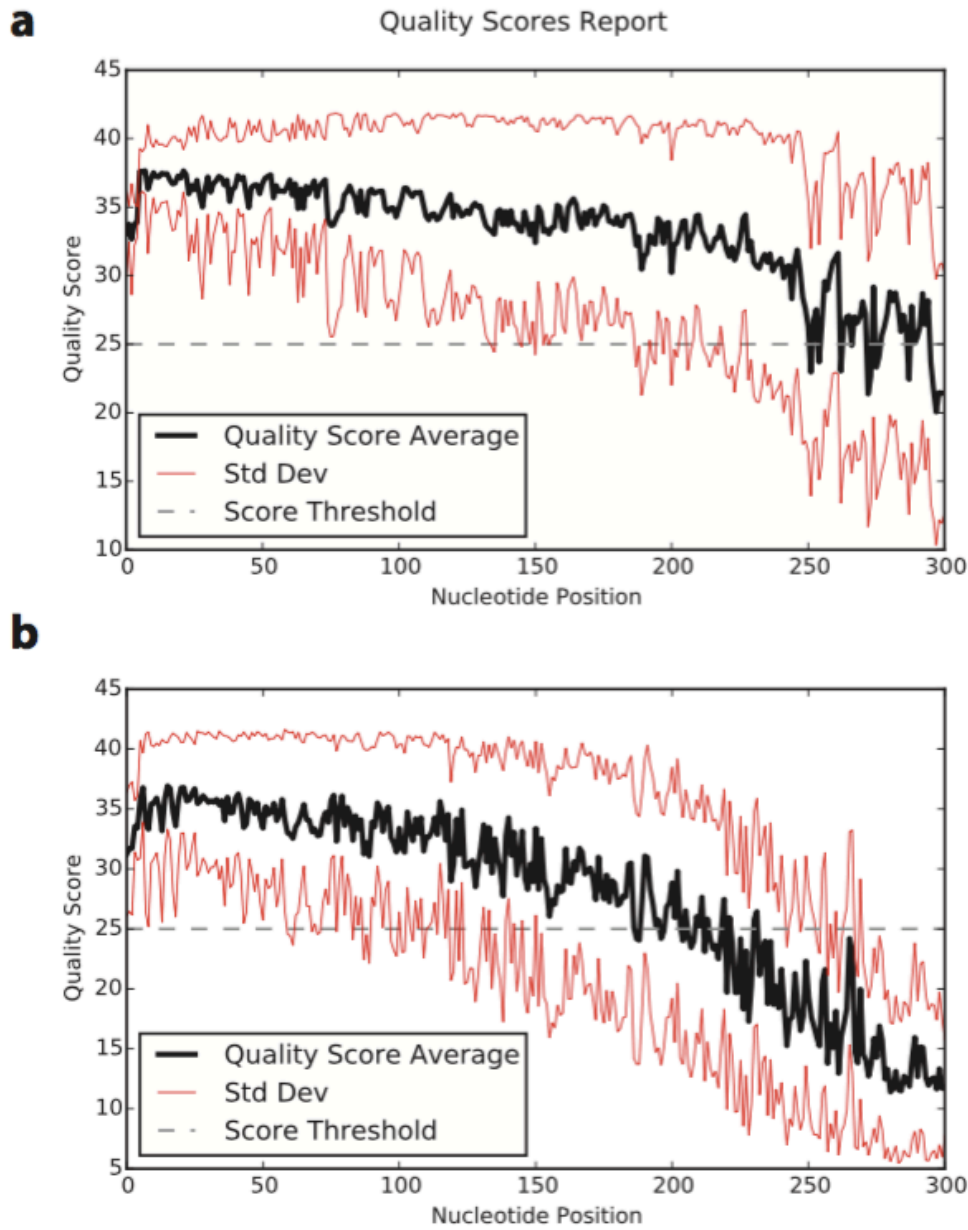 a
Quality Scores Report
45
40
35
30
25
20
15
10
Quality Score
Quality Score Average
Std Dev
Score Threshold
0 50 100 150 200 250 300
Nucleotide Position
b
45
40
35
30
25
20
15
10
5
Quality Score
Quality Score Average
Std Dev
Score Threshold
0 50 100 150 200 250 300
Nucleotide Position